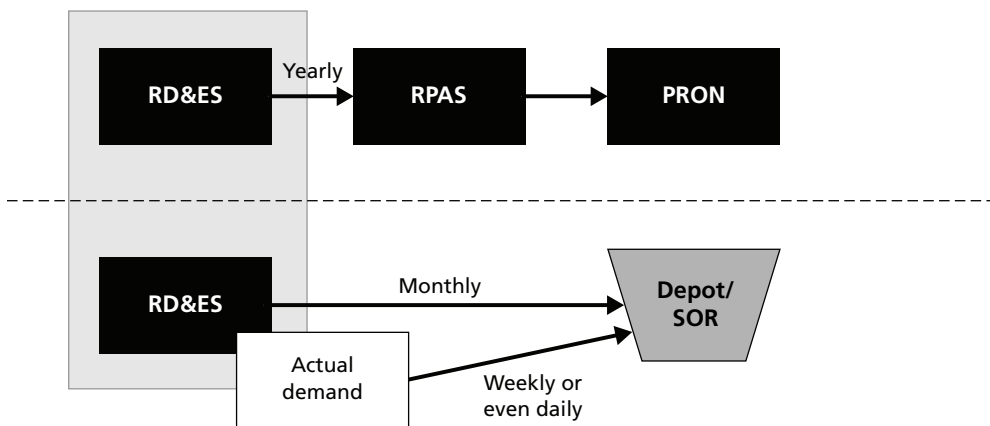 RD&ES
Yearly
RPAS
PRON
RD&ES
Monthly
Depot/
SOR
Actual
demand
Weekly or
even daily